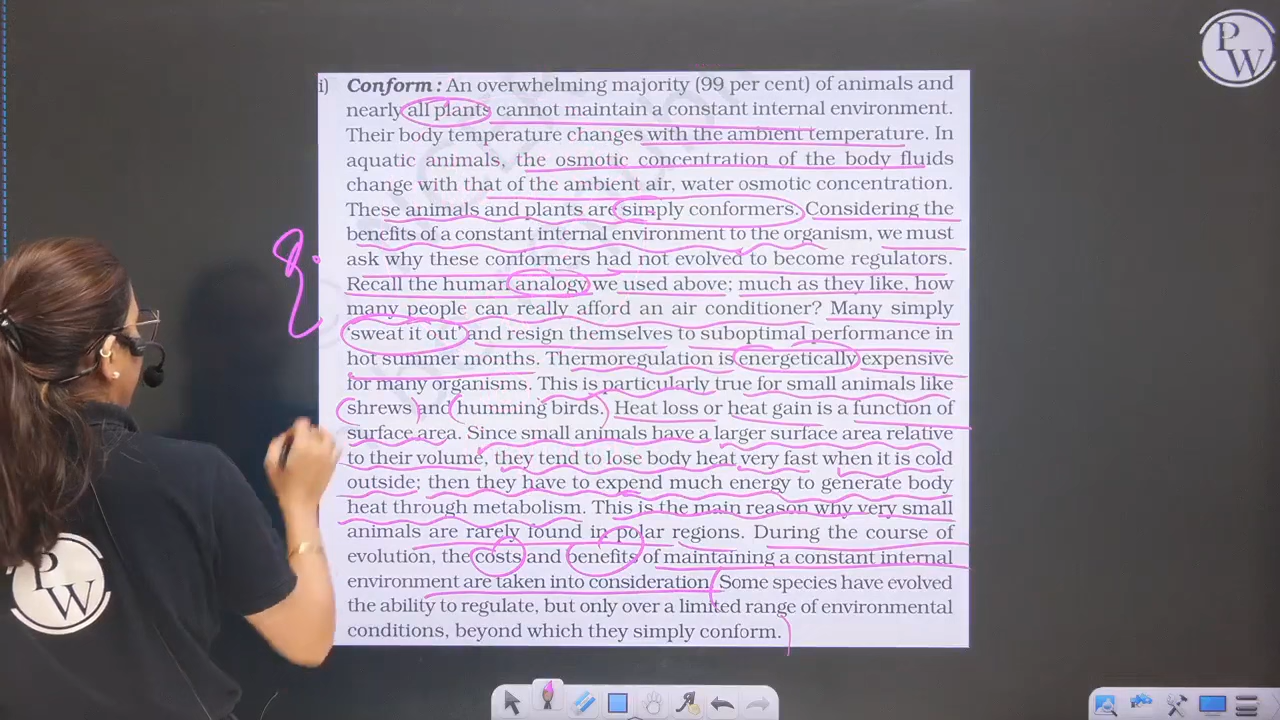 P
W
i) Conform : An overwhelming majority (99 per cent) of animals and
nearly all plants cannot maintain a constant internal environment.
Their body temperature changes with the ambient temperature. In
aquatic animals, the osmotic concentration of the body fluids
change with that of the ambient air, water osmotic concentration.
These animals and plants are simply conformers. Considering the
benefits of a constant internal environment to the organism, we must
ask why these conformers had not evolved to become regulators.
Recall the human analogy we used above; much as they like, how
many people can really afford an air conditioner? Many simply
‘sweat it out’ and resign themselves to suboptimal performance in
hot summer months. Thermoregulation is energetically expensive
for many organisms. This is particularly true for small animals like
shrews and humming birds. Heat loss or heat gain is a function of
surface area. Since small animals have a larger surface area relative
to their volume, they tend to lose body heat very fast when it is cold
outside; then they have to expend much energy to generate body
heat through metabolism. This is the main reason why very small
animals are rarely found in polar regions. During the course of
evolution, the costs and benefits of maintaining a constant internal
environment are taken into consideration. Some species have evolved
the ability to regulate, but only over a limited range of environmental
conditions, beyond which they simply conform.
P
W